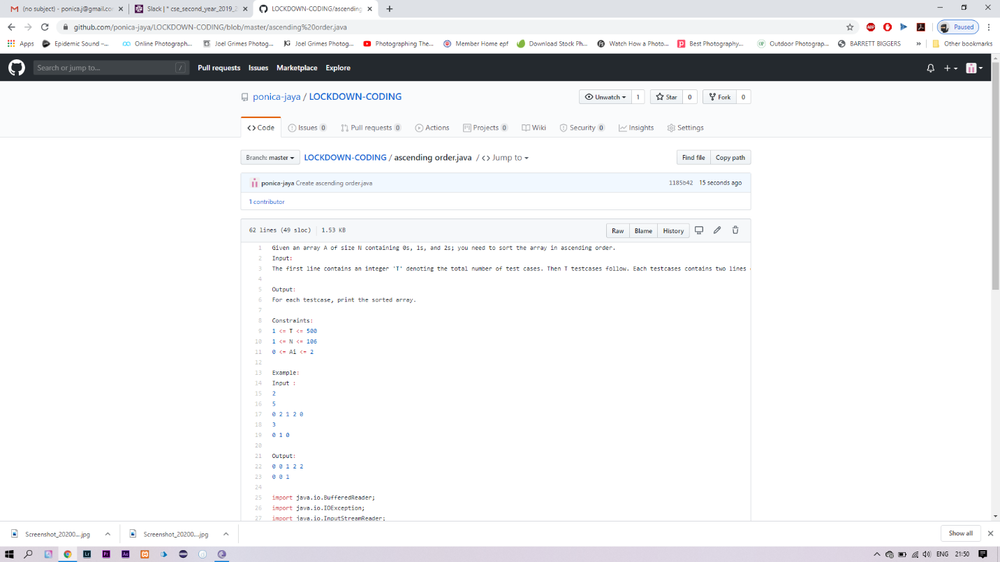 (no subject) - ponica.j@gmail.com
Slack | * cse_second_year_2019_2
LOCKDOWN-CODING/ascending
github.com/ponica-jaya/LOCKDOWN-CODING/blob/master/ascending%20order.java
ABP
Paused
Apps
Epidemic Sound –...
Online Photograph...
Joel Grimes Photog...
Joel Grimes Photog...
Photographing The...
Member Home epf
Download Stock Ph...
Watch How a Photo...
Best Photography...
Outdoor Photograp...
BARRETT BIGGERS
»
Other bookmarks
Search or jump to...
/
Pull requests
Issues
Marketplace
Explore
ponica-jaya / LOCKDOWN-CODING
Unwatch 1
Star 0
Fork 0
Code
Issues 0
Pull requests 0
Actions
Projects 0
Wiki
Security 0
Insights
Settings
Branch: master
LOCKDOWN-CODING / ascending order.java / <> Jump to
Find file
Copy path
ponica-jaya Create ascending order.java
1185b42 15 seconds ago
1 contributor
62 lines (49 sloc) | 1.53 KB
Raw
Blame
History
1 Given an array A of size N containing 0s, 1s, and 2s; you need to sort the array in ascending order.
2 Input:
3 The first line contains an integer 'T' denoting the total number of test cases. Then T testcases follow. Each testcases contains two lines
4
5 Output:
6 For each testcase, print the sorted array.
7
8 Constraints:
9 1 <= T <= 500
10 1 <= N <= 106
11 0 <= Ai <= 2
12
13 Example:
14 Input :
15 2
16 5
17 0 2 1 2 0
18 3
19 0 1 0
20
21 Output:
22 0 0 1 2 2
23 0 0 1
24
25 import java.io.BufferedReader;
26 import java.io.IOException;
27 import java.io.InputStreamReader;
Screenshot_20200....jpg
Screenshot_20200....jpg
Show all
Lr
Pr
Ae
ENG
21:50